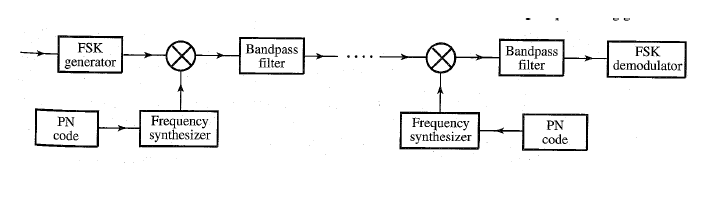 FSK
generator
Bandpass
filter
Bandpass
filter
FSK
demodulator
PN
code
Frequency
synthesizer
Frequency
synthesizer
PN
code